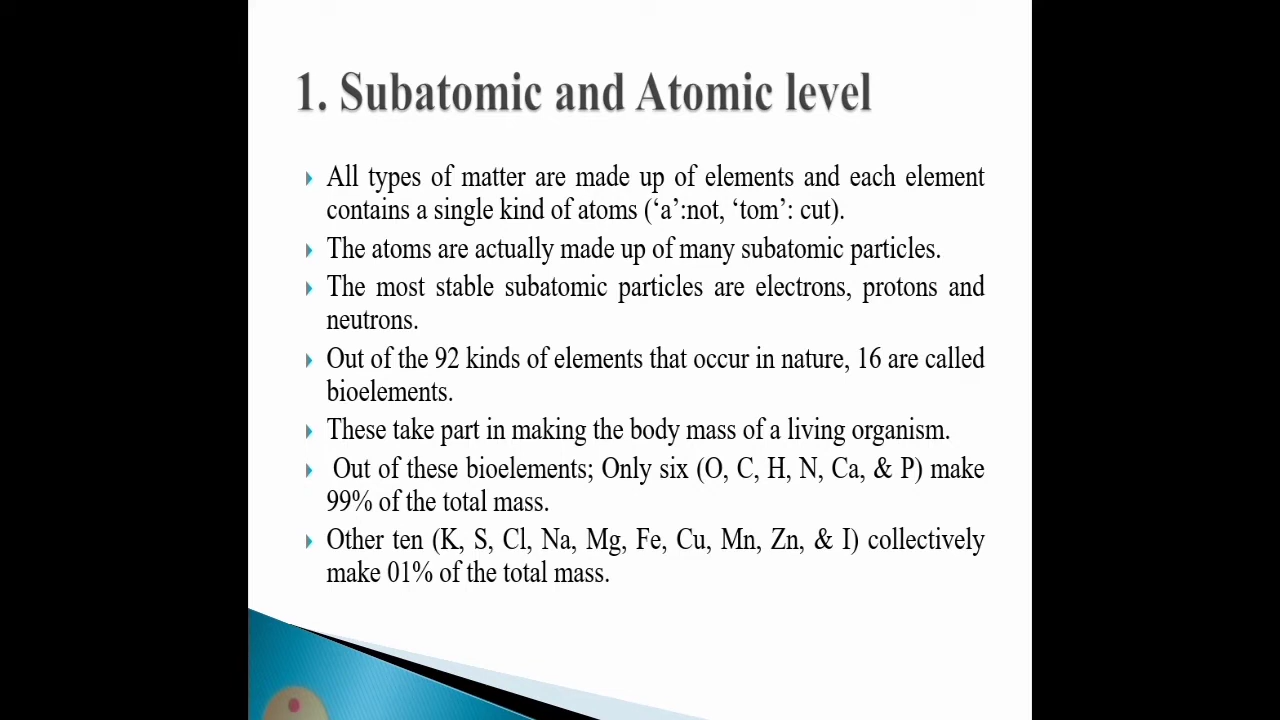 1. Subatomic and Atomic level
All types of matter are made up of elements and each element
contains a single kind of atoms (‘a’:not, ‘tom’: cut).
The atoms are actually made up of many subatomic particles.
The most stable subatomic particles are electrons, protons and
neutrons.
Out of the 92 kinds of elements that occur in nature, 16 are called
bioelements.
These take part in making the body mass of a living organism.
Out of these bioelements; Only six (O, C, H, N, Ca, & P) make
99% of the total mass.
Other ten (K, S, Cl, Na, Mg, Fe, Cu, Mn, Zn, & I) collectively
make 01% of the total mass.